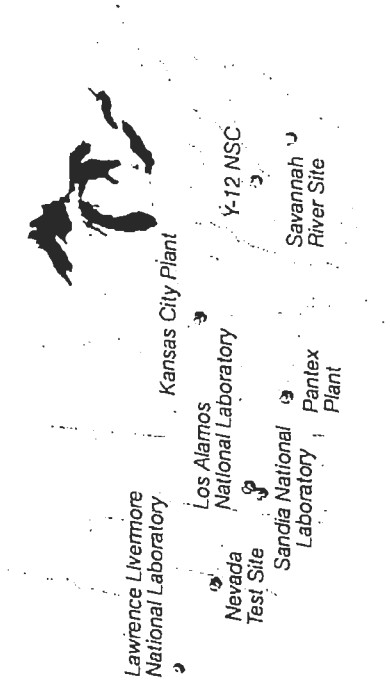 Lawrence Livermore
National Laboratory
Nevada
Test Site
Los Alamos
National Laboratory
Sandia National
Laboratory
Kansas City Plant
Pantex
Plant
Y-12 NSC
Savannah
River Site